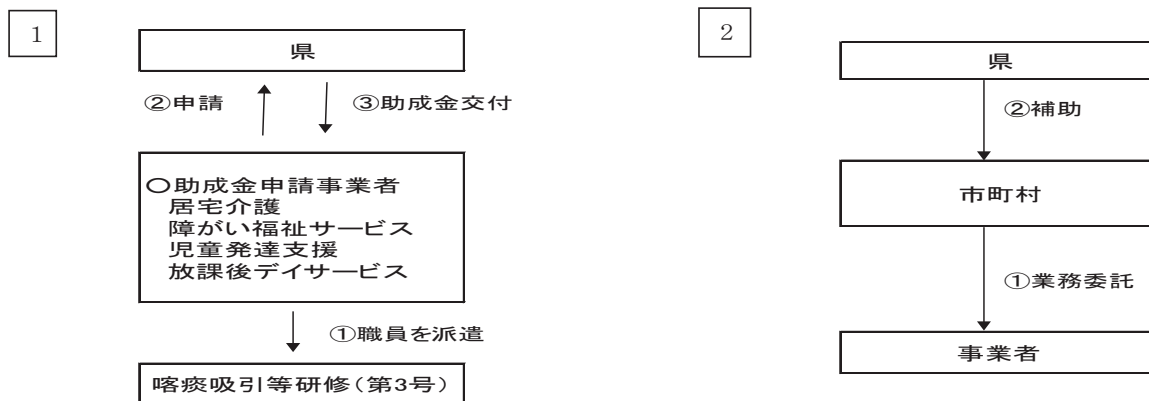 1
県
②申請
③助成金交付
○助成金申請事業者
居宅介護
障がい福祉サービス
児童発達支援
放課後デイサービス
①職員を派遣
喀痰吸引等研修(第3号)
2
県
②補助
市町村
①業務委託
事業者